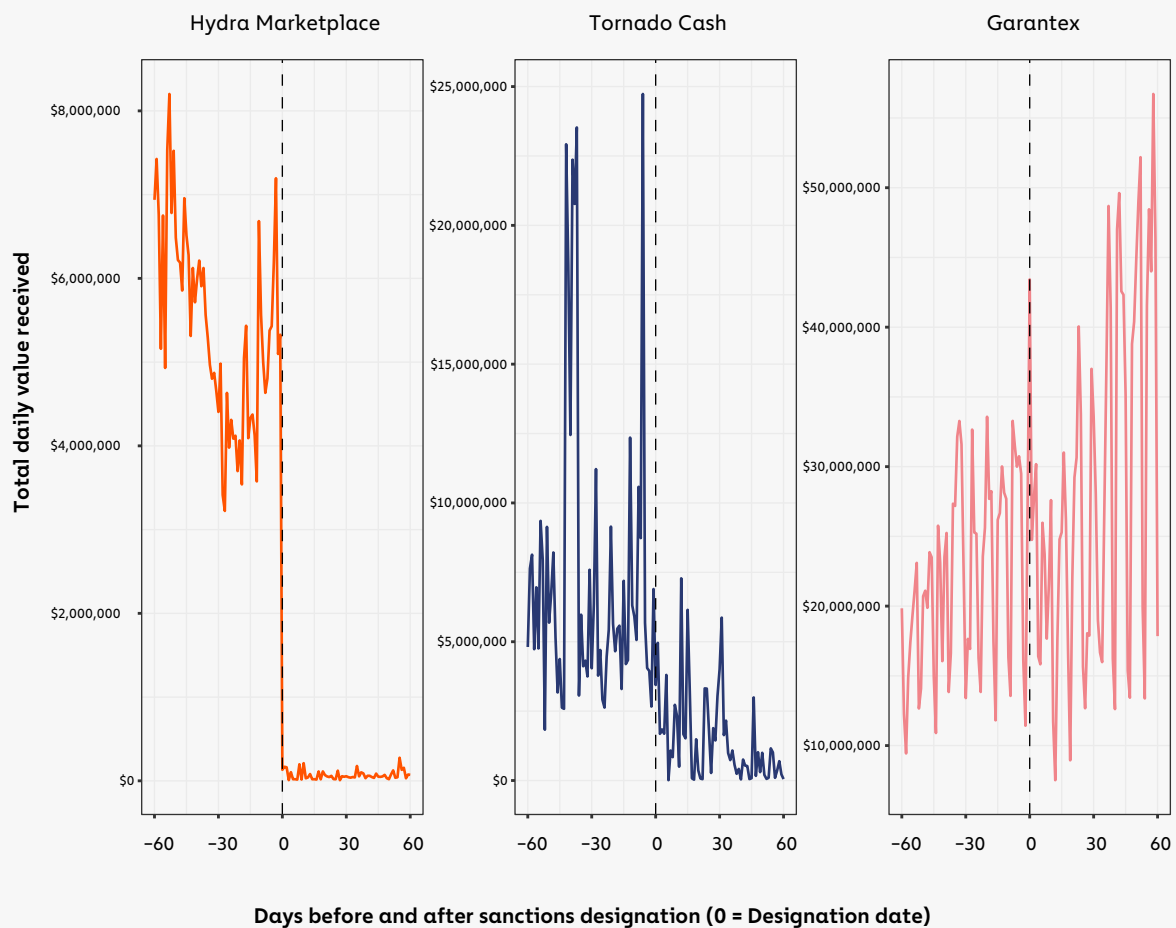 Hydra Marketplace
Tornado Cash
Garantex
Total daily value received
$8,000,000
$6,000,000
$4,000,000
$2,000,000
$0
−60 −30 0 30 60
$25,000,000
$20,000,000
$15,000,000
$10,000,000
$5,000,000
$0
−60 −30 0 30 60
$50,000,000
$40,000,000
$30,000,000
$20,000,000
$10,000,000
−60 −30 0 30 60
Days before and after sanctions designation (0 = Designation date)